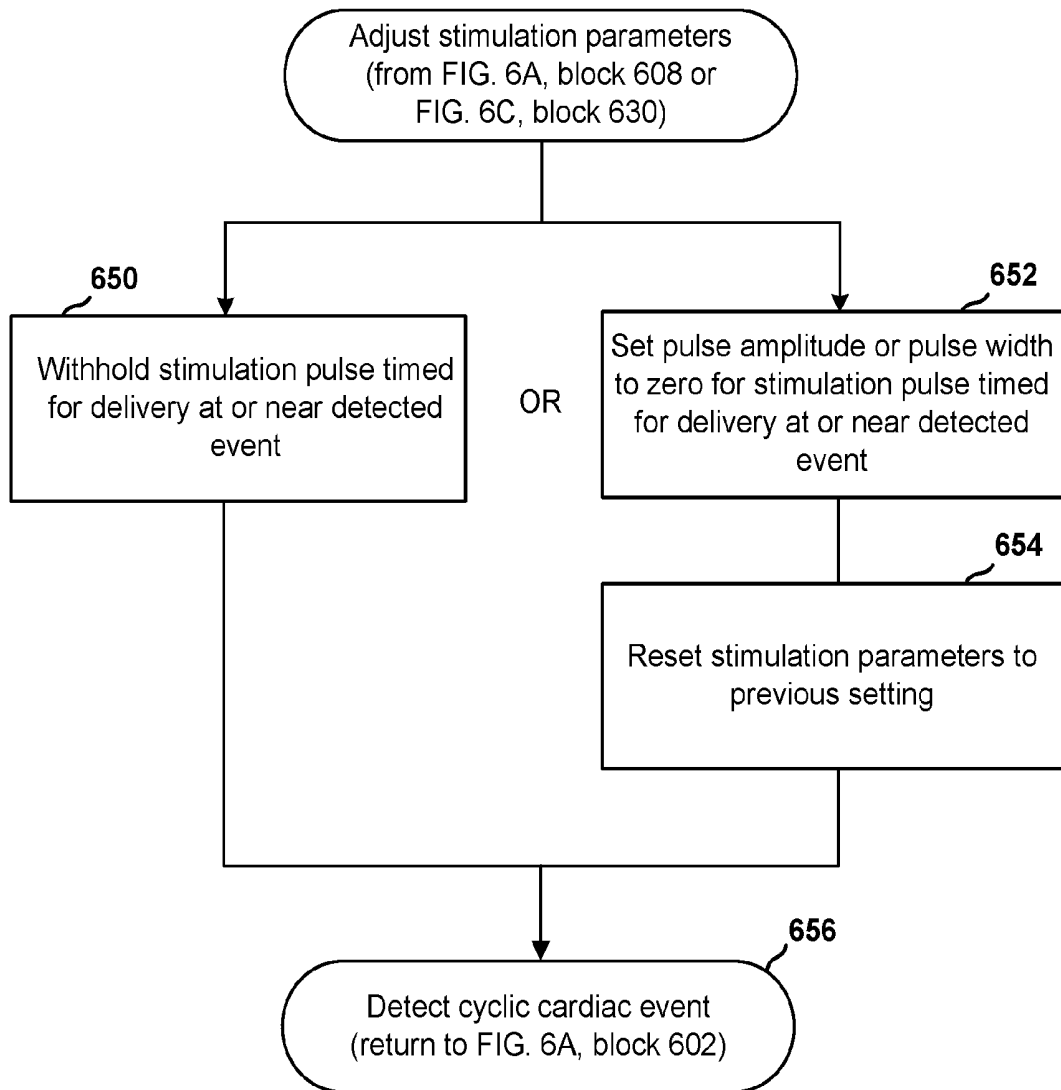 Adjust stimulation parameters
(from FIG. 6A, block 608 or
FIG. 6C, block 630)
650
Withhold stimulation pulse timed
for delivery at or near detected
event
OR
652
Set pulse amplitude or pulse width
to zero for stimulation pulse timed
for delivery at or near detected
event
654
Reset stimulation parameters to
previous setting
656
Detect cyclic cardiac event
(return to FIG. 6A, block 602)